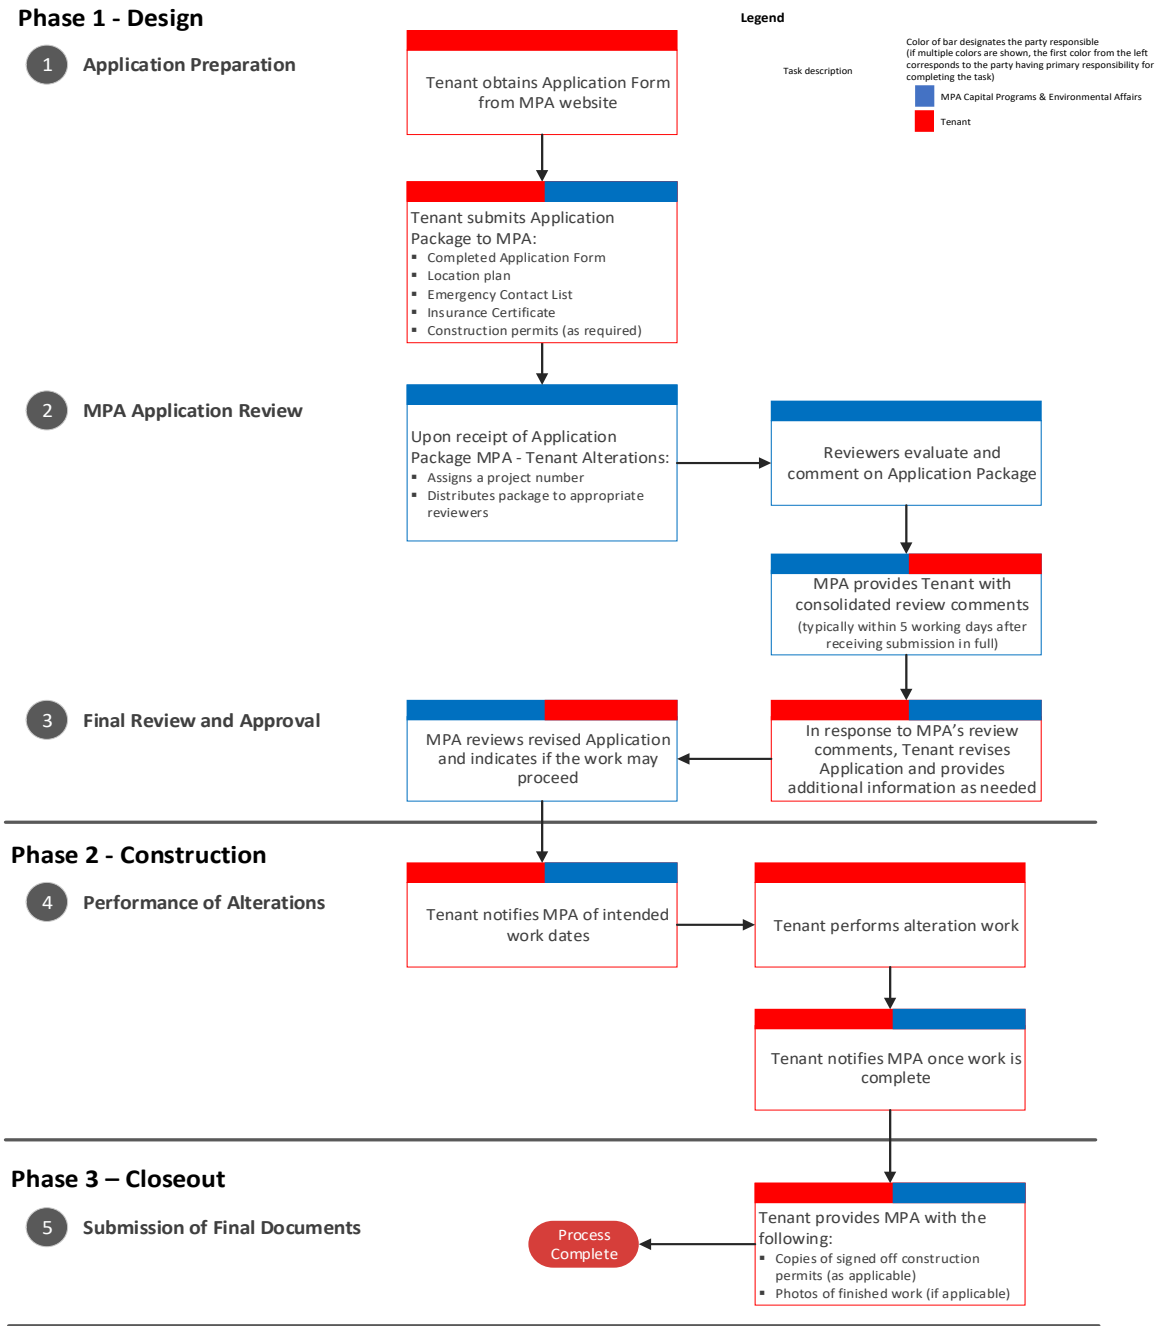 Phase 1 - Design
Legend
1
Application Preparation
Tenant obtains Application Form
from MPA website
Task description
Color of bar designates the party responsible
(if multiple colors are shown, the first color from the left
corresponds to the party having primary responsibility for
completing the task)
MPA Capital Programs & Environmental Affairs
Tenant
Tenant submits Application
Package to MPA:
▪ Completed Application Form
▪ Location plan
▪ Emergency Contact List
▪ Insurance Certificate
▪ Construction permits (as required)
2
MPA Application Review
Upon receipt of Application
Package MPA - Tenant Alterations:
▪ Assigns a project number
▪ Distributes package to appropriate
reviewers
Reviewers evaluate and
comment on Application Package
MPA provides Tenant with
consolidated review comments
(typically within 5 working days after
receiving submission in full)
3
Final Review and Approval
MPA reviews revised Application
and indicates if the work may
proceed
In response to MPA’s review
comments, Tenant revises
Application and provides
additional information as needed
Phase 2 - Construction
4
Performance of Alterations
Tenant notifies MPA of intended
work dates
Tenant performs alteration work
Tenant notifies MPA once work is
complete
Phase 3 – Closeout
5
Submission of Final Documents
Process
Complete
Tenant provides MPA with the
following:
▪ Copies of signed off construction
permits (as applicable)
▪ Photos of finished work (if applicable)